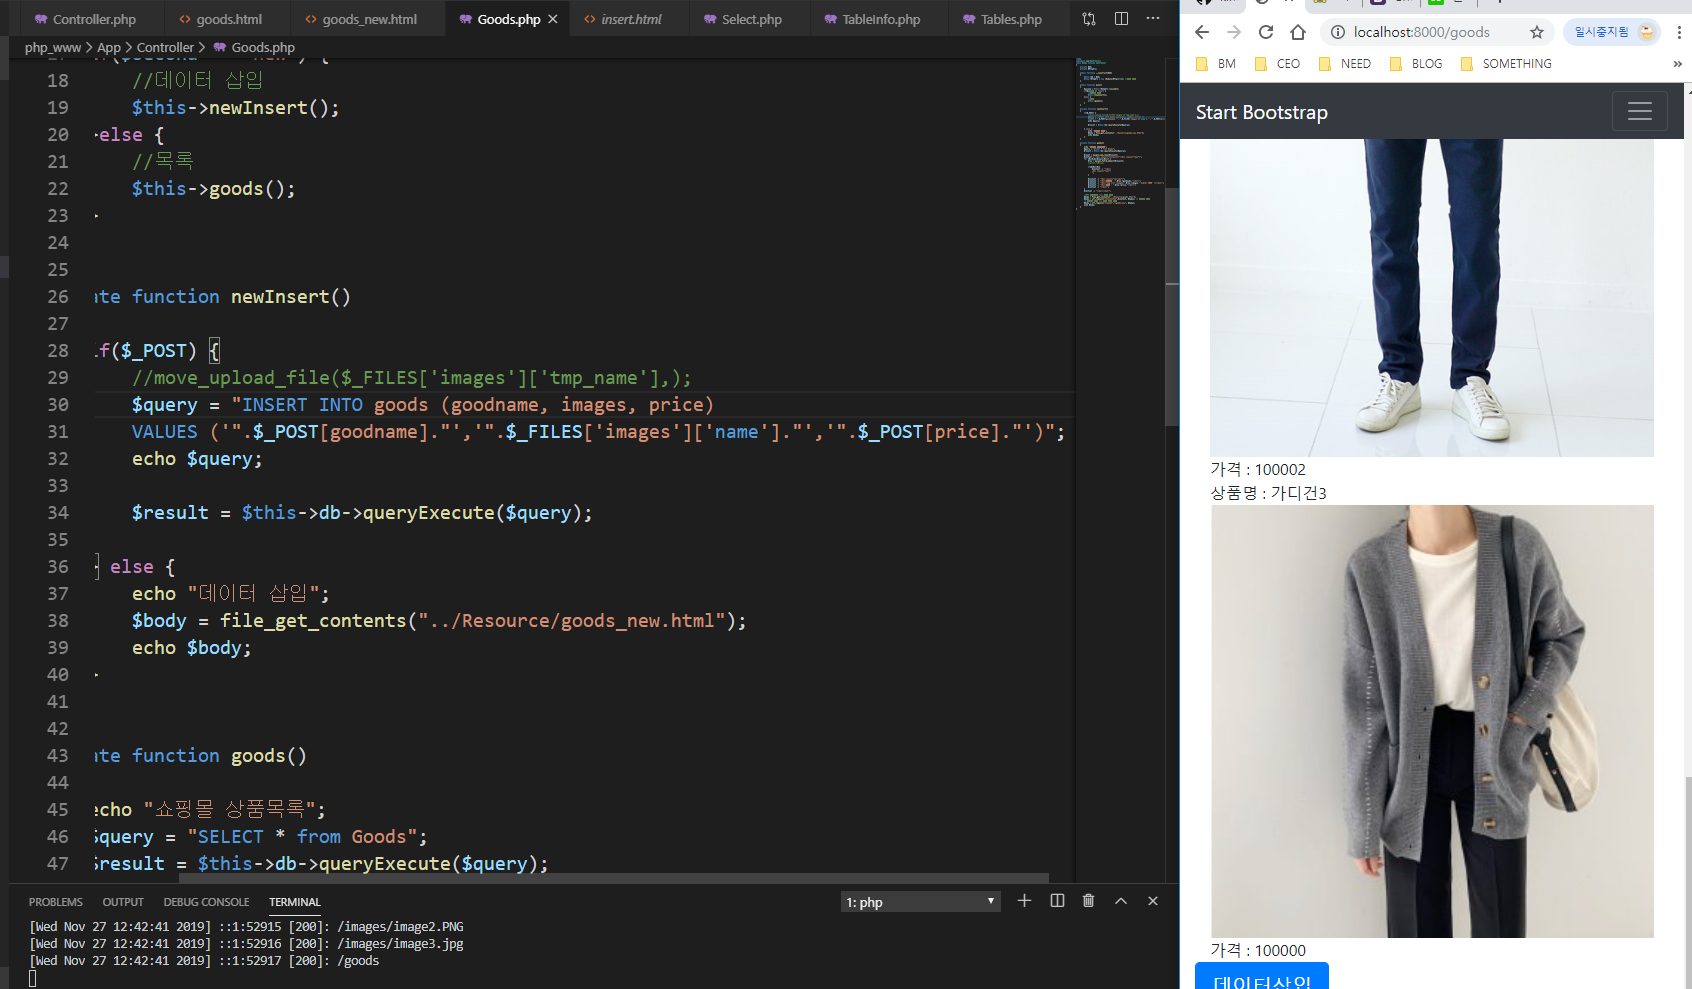 Controller.php
goods.html
goods_new.html
Goods.php
insert.html
Select.php
TableInfo.php
Tables.php
php_www > App > Controller > Goods.php
18 //데이터 삽입
19 $this->newInsert();
20 else {
21 //목록
22 $this->goods();
23
24
25
26 ate function newInsert()
27
28 if($_POST) {
29 //move_upload_file($_FILES['images']['tmp_name'],);
30 $query = "INSERT INTO goods (goodname, images, price)
31 VALUES ('".$_POST[goodname]."','".$_FILES['images']['name']."','".$_POST[price]."')";
32 echo $query;
33
34 $result = $this->db->queryExecute($query);
35
36 } else {
37 echo "데이터 삽입";
38 $body = file_get_contents("../Resource/goods_new.html");
39 echo $body;
40
41
42
43 ate function goods()
44
45 echo "쇼핑몰 상품목록";
46 $query = "SELECT * from Goods";
47 $result = $this->db->queryExecute($query);
PROBLEMS
OUTPUT
DEBUG CONSOLE
TERMINAL
1: php
[Wed Nov 27 12:42:41 2019] ::1:52915 [200]: /images/image2.PNG
[Wed Nov 27 12:42:41 2019] ::1:52916 [200]: /images/image3.jpg
[Wed Nov 27 12:42:41 2019] ::1:52917 [200]: /goods
localhost:8000/goods
일시중지됨
BM
CEO
NEED
BLOG
SOMETHING
»
Start Bootstrap
가격 : 100002
상품명 : 가디건3
가격 : 100000
데이터삽입